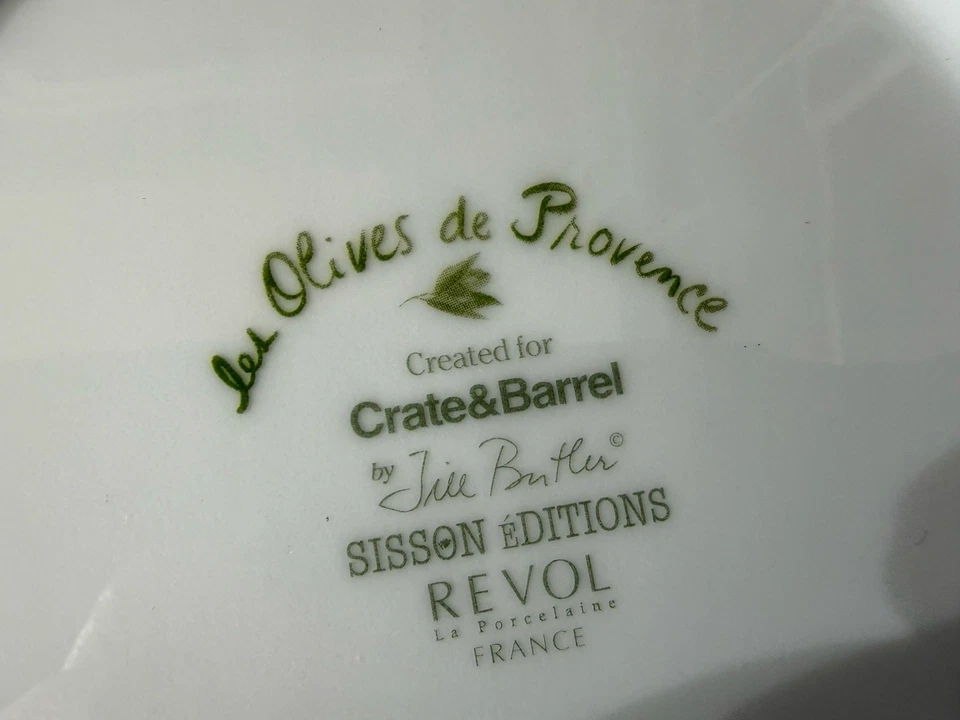 les Olives de Provence
Created for
Crate&Barrel
by Jill Butler©
SISSON ÉDITIONS
REVOL
La Porcelaine
FRANCE